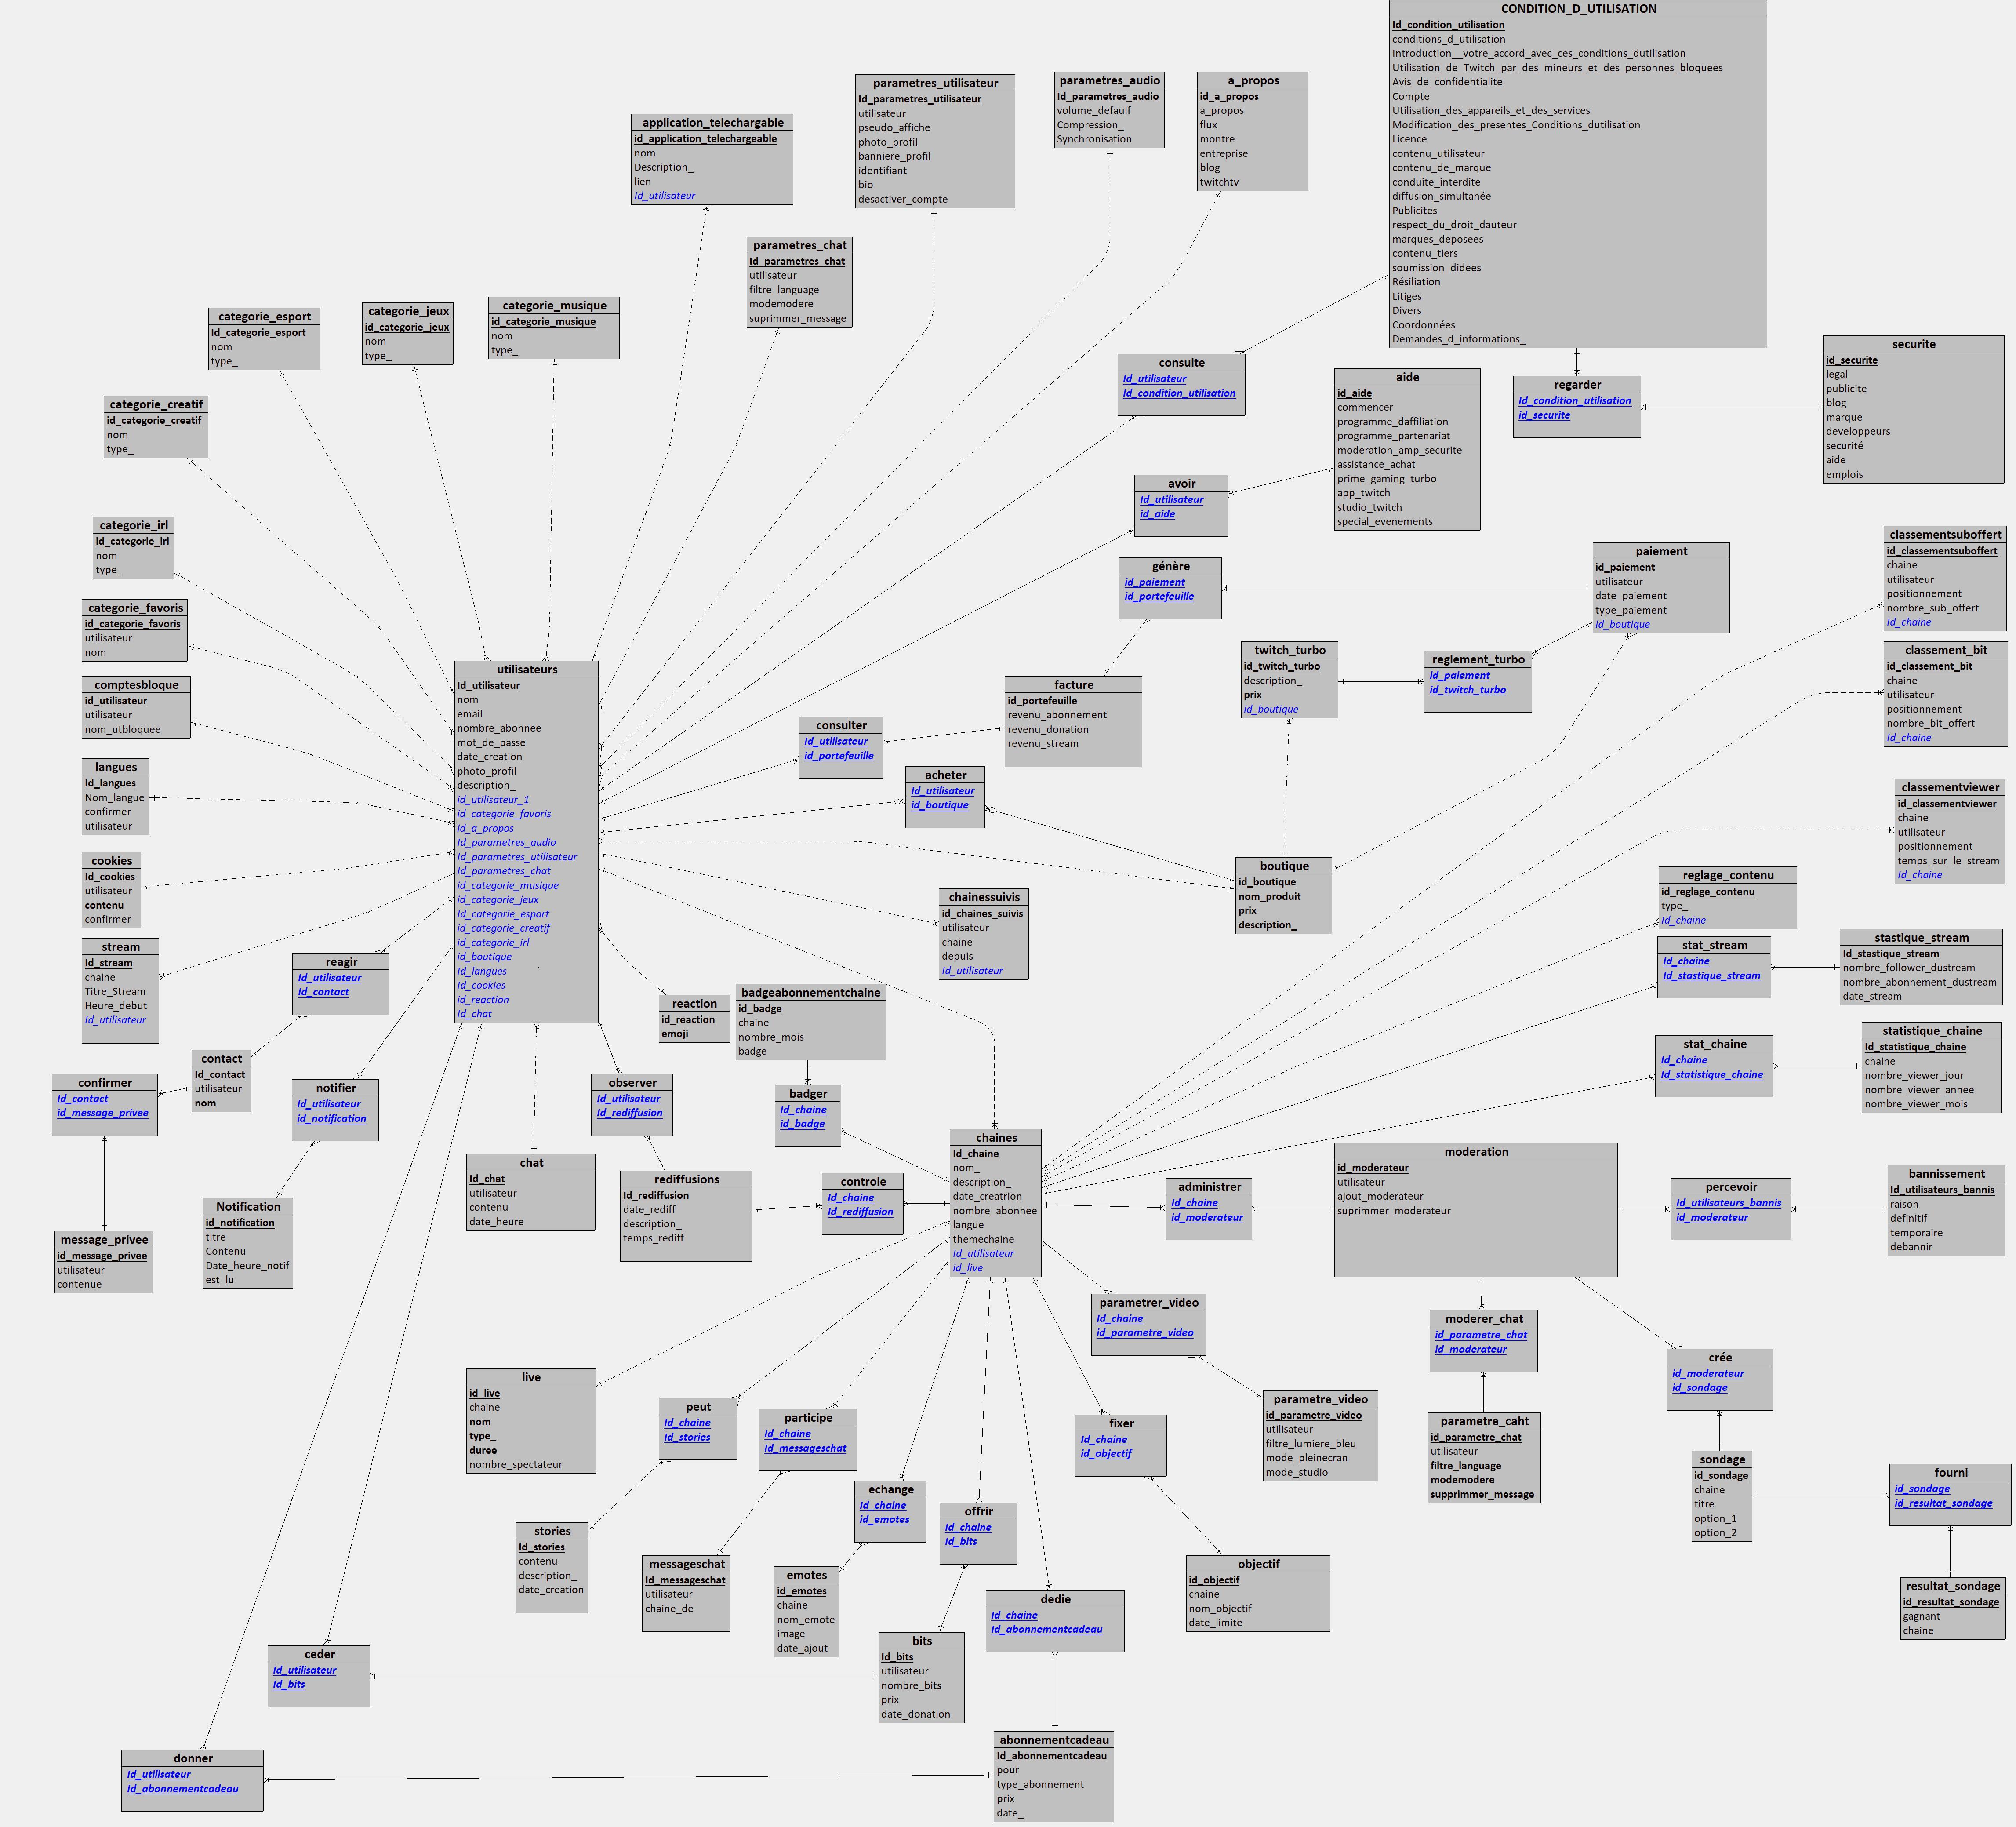 CONDITION_D_UTILISATION
Id_condition_utilisation
conditions_d_utilisation
Introduction__votre_accord_avec_ces_conditions_dutilisation
Utilisation_de_Twitch_par_des_mineurs_et_des_personnes_bloquees
Avis_de_confidentialite
Compte
Utilisation_des_appareils_et_des_services
Modification_des_presentes_Conditions_dutilisation
Licence
contenu_utilisateur
contenu_de_marque
conduite_interdite
diffusion_simultanée
Publicites
respect_du_droit_dauteur
marques_deposees
contenu_tiers
soumission_didees
Résiliation
Litiges
Divers
Coordonnées
Demandes_d_informations_
parametres_utilisateur
Id_parametres_utilisateur
utilisateur
pseudo_affiche
photo_profil
banniere_profil
identifiant
bio
desactiver_compte
parametres_audio
Id_parametres_audio
volume_defaulf
Compression_
Synchronisation
a_propos
id_a_propos
a_propos
flux
montre
entreprise
blog
twitchtv
application_telechargable
id_application_telechargeable
nom
Description_
lien
Id_utilisateur
parametres_chat
Id_parametres_chat
utilisateur
filtre_language
modemodere
suprimmer_message
categorie_esport
Id_categorie_esport
nom
type_
categorie_jeux
id_categorie_jeux
nom
type_
categorie_musique
id_categorie_musique
nom
type_
categorie_creatif
id_categorie_creatif
nom
type_
consulte
Id_utilisateur
Id_condition_utilisation
aide
id_aide
commencer
programme_daffiliation
programme_partenariat
moderation_amp_securite
assistance_achat
prime_gaming_turbo
app_twitch
studio_twitch
special_evenements
regarder
Id_condition_utilisation
id_securite
securite
id_securite
legal
publicite
blog
marque
developpeurs
securité
aide
emplois
avoir
Id_utilisateur
id_aide
categorie_irl
id_categorie_irl
nom
type_
categorie_favoris
id_categorie_favoris
utilisateur
nom
comptesbloque
id_utilisateur
utilisateur
nom_utbloquee
langues
Id_langues
Nom_langue
confirmer
utilisateur
cookies
Id_cookies
utilisateur
contenu
confirmer
stream
Id_stream
chaine
Titre_Stream
Heure_debut
Id_utilisateur
utilisateurs
Id_utilisateur
nom
email
nombre_abonnee
mot_de_passe
date_creation
photo_profil
description_
id_utilisateur_1
id_categorie_favoris
id_a_propos
Id_parametres_audio
Id_parametres_utilisateur
Id_parametres_chat
id_categorie_musique
id_categorie_jeux
Id_categorie_esport
id_categorie_creatif
id_categorie_irl
id_boutique
Id_langues
Id_cookies
id_reaction
Id_chat
génère
id_paiement
id_portefeuille
paiement
id_paiement
utilisateur
date_paiement
type_paiement
id_boutique
classementsuboffert
id_classementsuboffert
chaine
utilisateur
positionnement
nombre_sub_offert
Id_chaine
twitch_turbo
id_twitch_turbo
description_
prix
id_boutique
reglement_turbo
id_paiement
id_twitch_turbo
classement_bit
id_classement_bit
chaine
utilisateur
positionnement
nombre_bit_offert
Id_chaine
facture
id_portefeuille
revenu_abonnement
revenu_donation
revenu_stream
consulter
Id_utilisateur
id_portefeuille
acheter
Id_utilisateur
id_boutique
classementviewer
id_classementviewer
chaine
utilisateur
positionnement
temps_sur_le_stream
Id_chaine
boutique
id_boutique
nom_produit
prix
description_
chainessuivis
id_chaines_suivis
utilisateur
chaine
depuis
Id_utilisateur
reglage_contenu
id_reglage_contenu
type_
Id_chaine
stat_stream
Id_chaine
Id_stastique_stream
stastique_stream
Id_stastique_stream
nombre_follower_dustream
nombre_abonnement_dustream
date_stream
reagir
Id_utilisateur
Id_contact
reaction
id_reaction
emoji
badgeabonnementchaine
id_badge
chaine
nombre_mois
badge
stat_chaine
Id_chaine
Id_statistique_chaine
statistique_chaine
Id_statistique_chaine
chaine
nombre_viewer_jour
nombre_viewer_annee
nombre_viewer_mois
contact
Id_contact
utilisateur
nom
confirmer
Id_contact
id_message_privee
notifier
Id_utilisateur
id_notification
observer
Id_utilisateur
Id_rediffusion
badger
Id_chaine
id_badge
chaines
Id_chaine
nom_
description_
date_creatrion
nombre_abonnee
langue
themechaine
Id_utilisateur
id_live
moderation
id_moderateur
utilisateur
ajout_moderateur
suprimmer_moderateur
chat
Id_chat
utilisateur
contenu
date_heure
rediffusions
Id_rediffusion
date_rediff
description_
temps_rediff
controle
Id_chaine
Id_rediffusion
administrer
Id_chaine
id_moderateur
percevoir
Id_utilisateurs_bannis
id_moderateur
bannissement
Id_utilisateurs_bannis
raison
definitif
temporaire
debannir
Notification
id_notification
titre
Contenu
Date_heure_notif
est_lu
message_privee
id_message_privee
utilisateur
contenue
parametrer_video
Id_chaine
id_parametre_video
moderer_chat
id_parametre_chat
id_moderateur
crée
id_moderateur
id_sondage
live
id_live
chaine
nom
type_
duree
nombre_spectateur
peut
Id_chaine
Id_stories
participe
Id_chaine
Id_messageschat
fixer
Id_chaine
id_objectif
parametre_video
id_parametre_video
utilisateur
filtre_lumiere_bleu
mode_pleinecran
mode_studio
parametre_caht
id_parametre_chat
utilisateur
filtre_language
modemodere
supprimmer_message
sondage
id_sondage
chaine
titre
option_1
option_2
fourni
id_sondage
id_resultat_sondage
echange
Id_chaine
id_emotes
offrir
Id_chaine
Id_bits
stories
Id_stories
contenu
description_
date_creation
messageschat
Id_messageschat
utilisateur
chaine_de
emotes
id_emotes
chaine
nom_emote
image
date_ajout
objectif
id_objectif
chaine
nom_objectif
date_limite
resultat_sondage
id_resultat_sondage
gagnant
chaine
dedie
Id_chaine
Id_abonnementcadeau
bits
Id_bits
utilisateur
nombre_bits
prix
date_donation
ceder
Id_utilisateur
Id_bits
abonnementcadeau
Id_abonnementcadeau
pour
type_abonnement
prix
date_
donner
Id_utilisateur
Id_abonnementcadeau